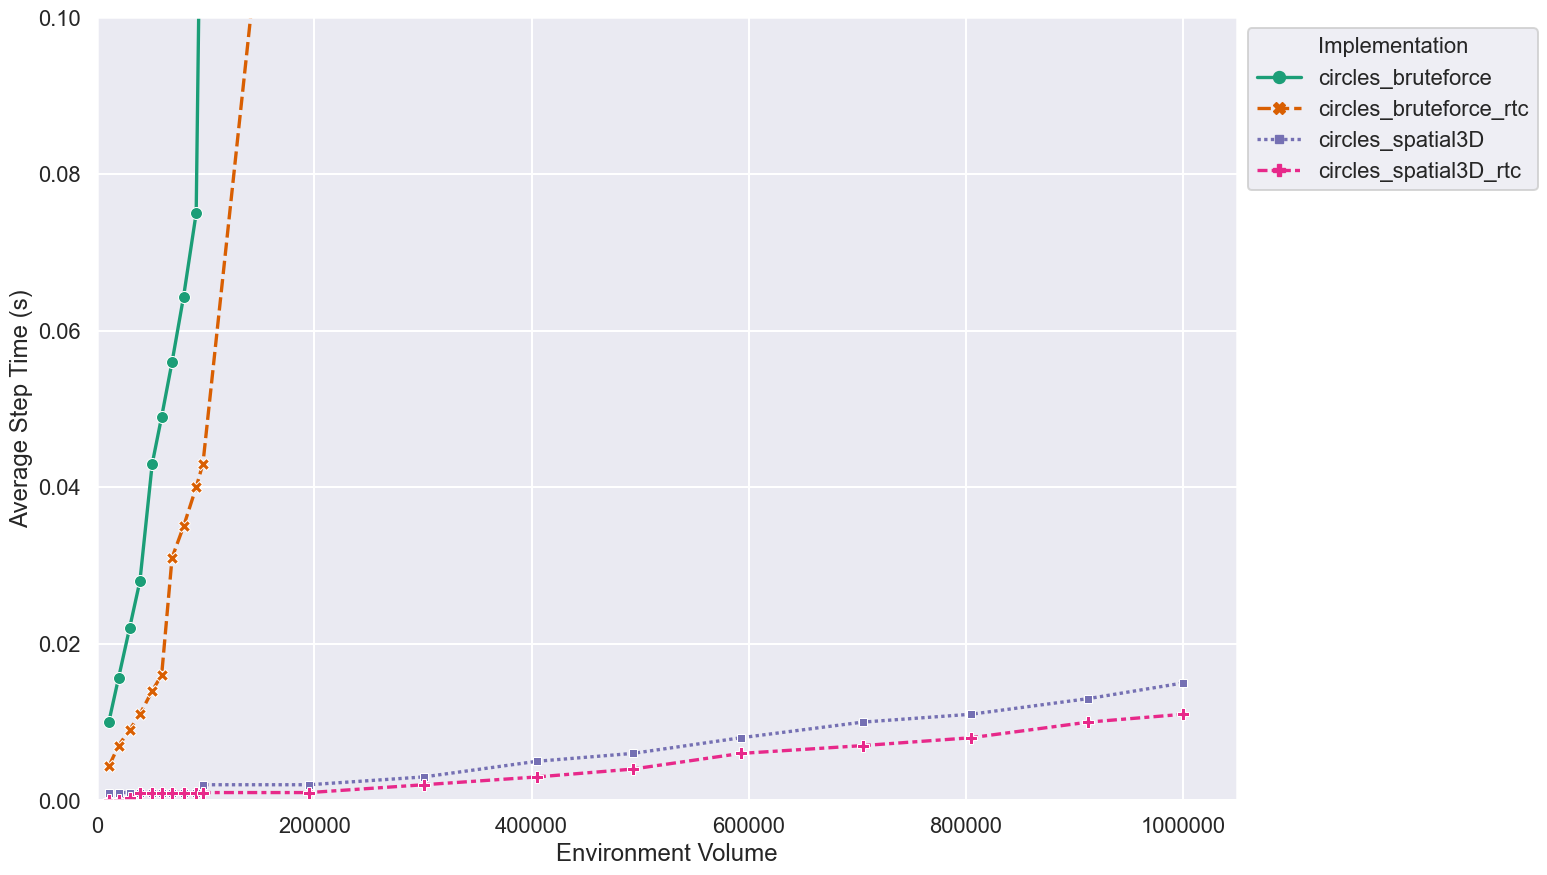 0.10
0.08
0.06
0.04
0.02
0.00
Average Step Time (s)
0
200000
400000
600000
800000
1000000
Environment Volume
Implementation
circles_bruteforce
circles_bruteforce_rtc
circles_spatial3D
circles_spatial3D_rtc